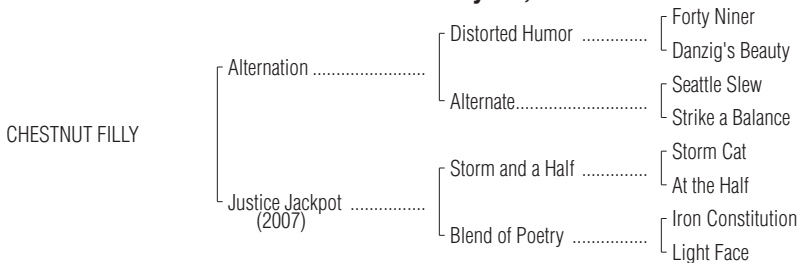 Forty Niner
Distorted Humor ..............
Danzig's Beauty
Alternation ........................
Seattle Slew
Alternate............................
Strike a Balance
CHESTNUT FILLY
Storm Cat
Storm and a Half ..............
At the Half
Justice Jackpot ................
(2007)
Iron Constitution
Blend of Poetry ................
Light Face